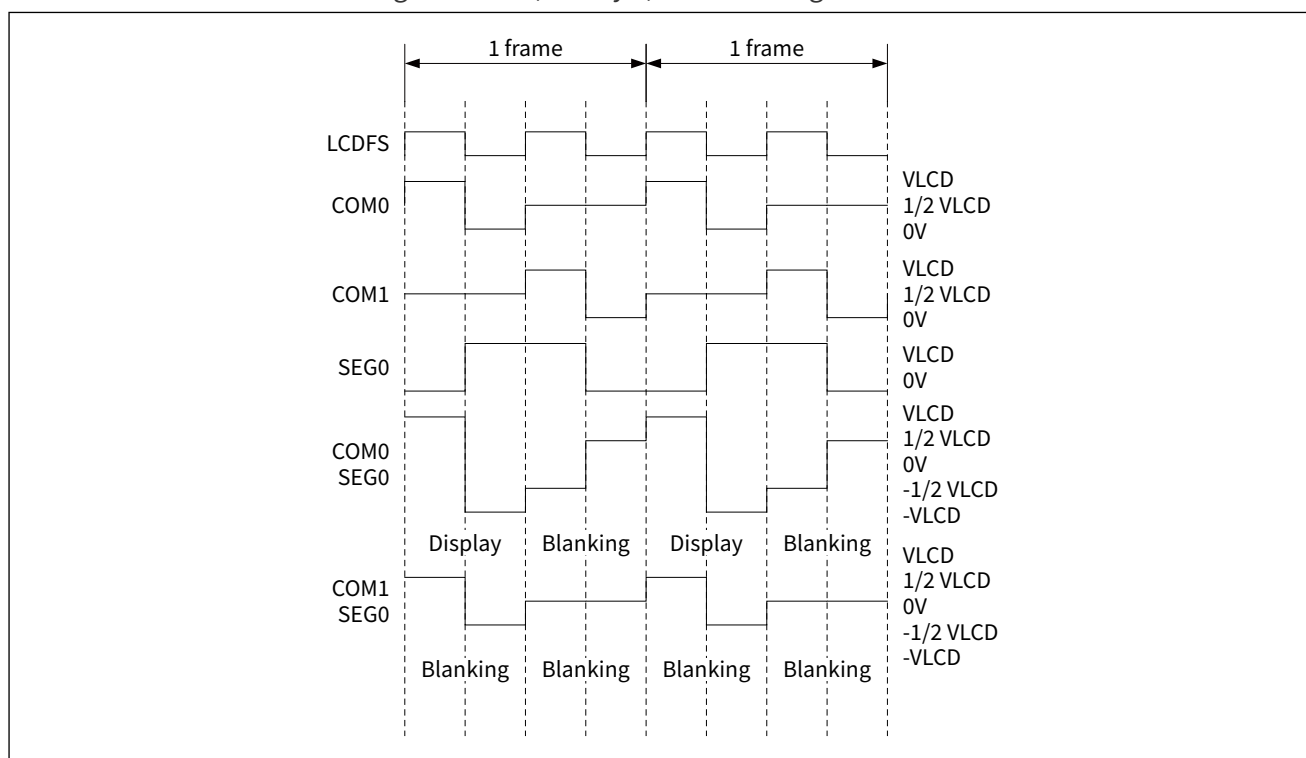 1 frame 1 frame
LCDFS
COM0
VLCD
1/2 VLCD
0V
COM1
VLCD
1/2 VLCD
0V
SEG0
VLCD
0V
COM0
SEG0
VLCD
1/2 VLCD
0V
-1/2 VLCD
-VLCD
Display Blanking Display Blanking
COM1
SEG0
VLCD
1/2 VLCD
0V
-1/2 VLCD
-VLCD
Blanking Blanking Blanking Blanking